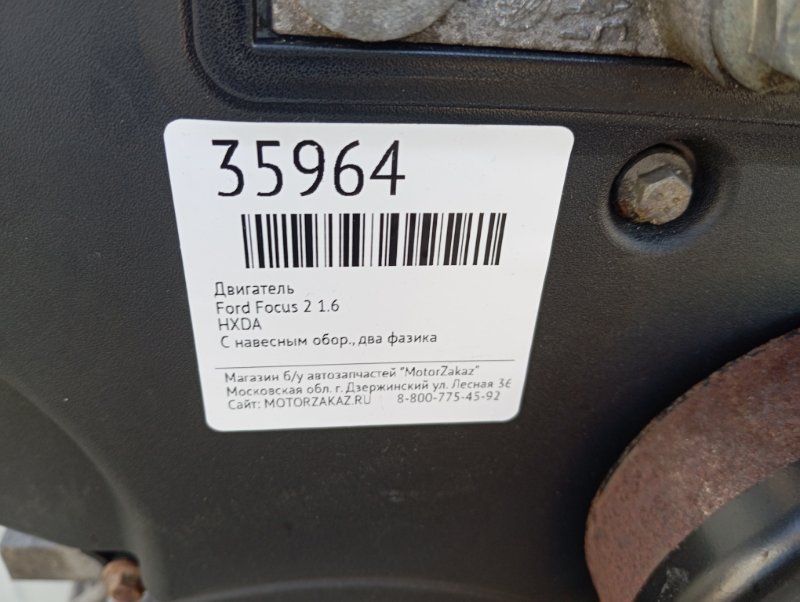 35964
Двигатель
Ford Focus 2 1.6
HXDA
С навесным обор., два фазика
Магазин б/у автозапчастей "MotorZakaz"
Московская обл. г. Дзержинский ул. Лесная 36
Сайт: MOTORZAKAZ.RU 8-800-775-45-92